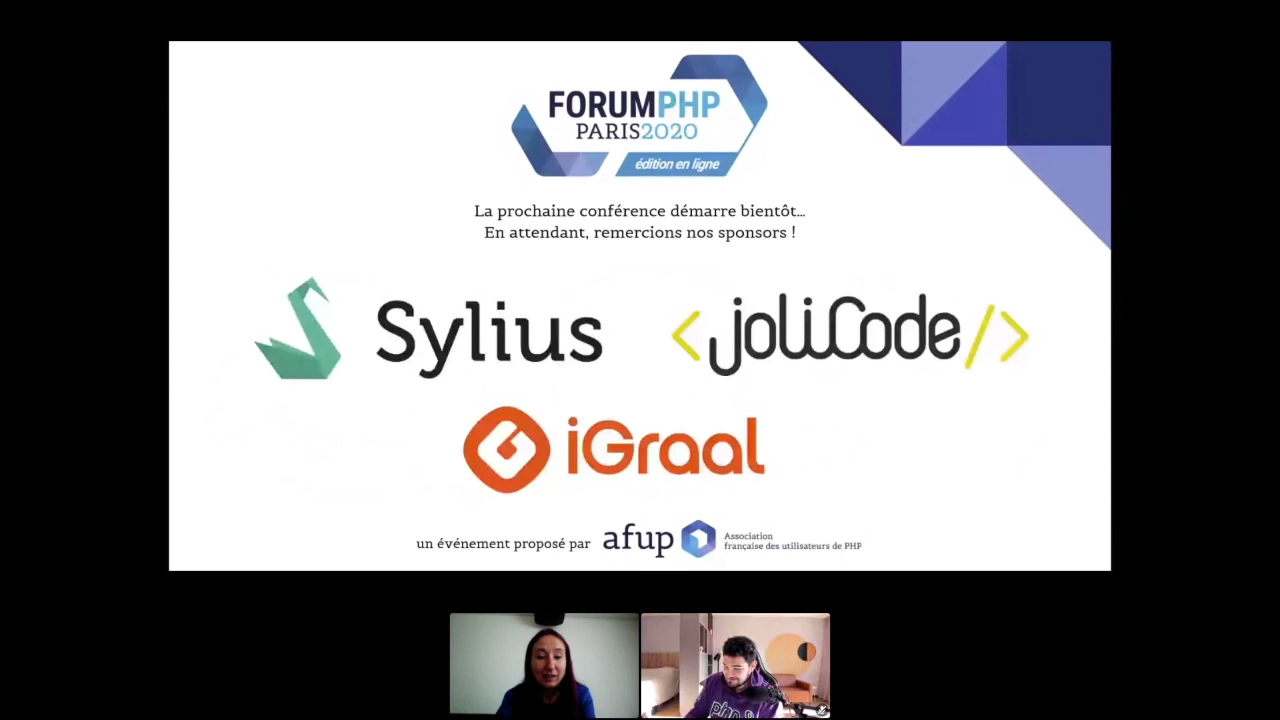 FORUMPHP
PARIS2020
édition en ligne
La prochaine conférence démarre bientôt...
En attendant, remercions nos sponsors !
Sylius
<joliCode/>
iGraal
un événement proposé par afup
Association
française des utilisateurs de PHP
php